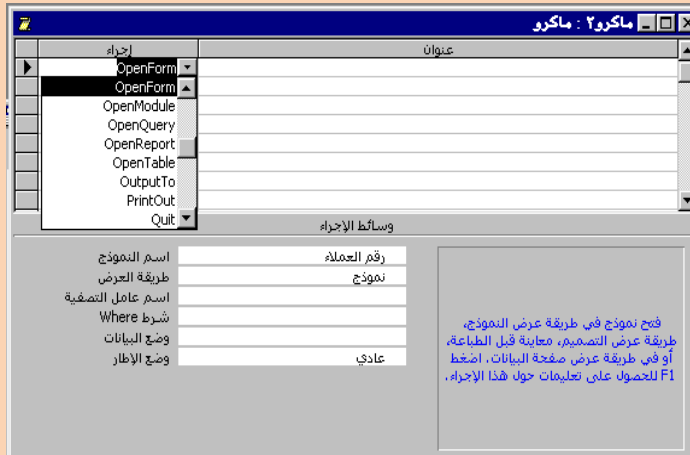 ماكرو٢ : ماكرو
إجراء
عنوان
OpenForm
OpenForm
OpenModule
OpenQuery
OpenReport
OpenTable
OutputTo
PrintOut
Quit
وسائط الإجراء
اسم النموذج
رقم العملاء
طريقة العرض
نموذج
اسم عامل التصفية
شرط Where
وضع البيانات
وضع الإطار
عادي
فتح نموذج في طريقة عرض النموذج،
طريقة عرض التصميم، معاينة قبل الطباعة،
أو في طريقة عرض صفحة البيانات. اضغط
F1 للحصول على تعليمات حول هذا الإجراء.